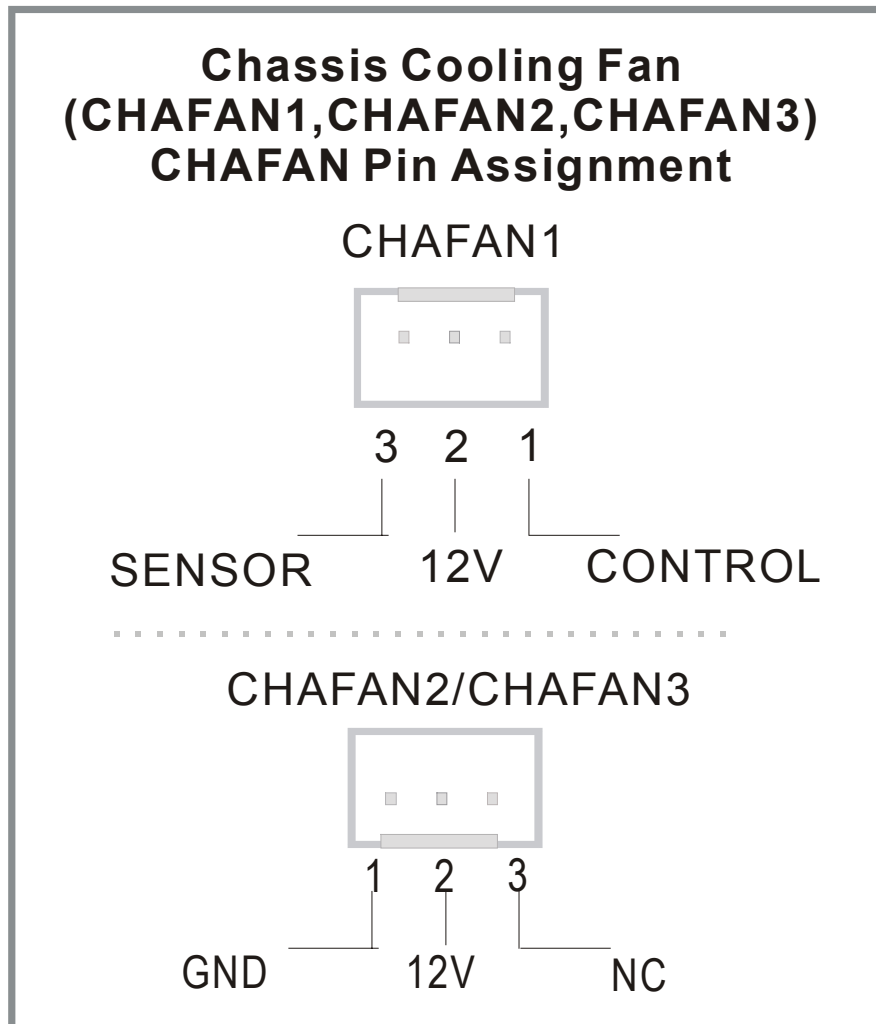 Chassis Cooling Fan
(CHAFAN1,CHAFAN2,CHAFAN3)
CHAFAN Pin Assignment
CHAFAN1
3 2 1
SENSOR 12V CONTROL
CHAFAN2/CHAFAN3
1 2 3
GND 12V NC